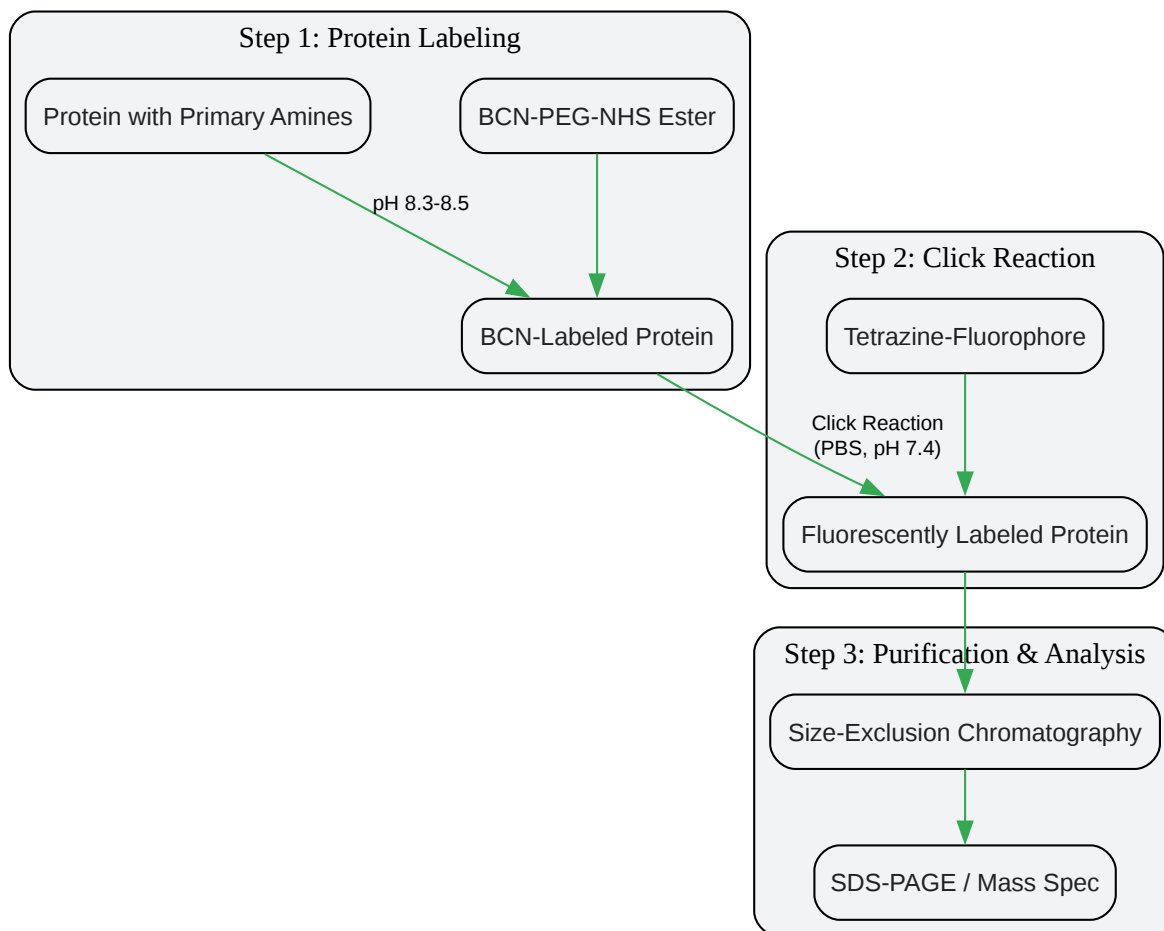 Step 1: Protein Labeling
Protein with Primary Amines
BCN-PEG-NHS Ester
pH 8.3-8.5
BCN-Labeled Protein
Step 2: Click Reaction
Tetrazine-Fluorophore
Click Reaction
(PBS, pH 7.4)
Fluorescently Labeled Protein
Step 3: Purification & Analysis
Size-Exclusion Chromatography
SDS-PAGE / Mass Spec